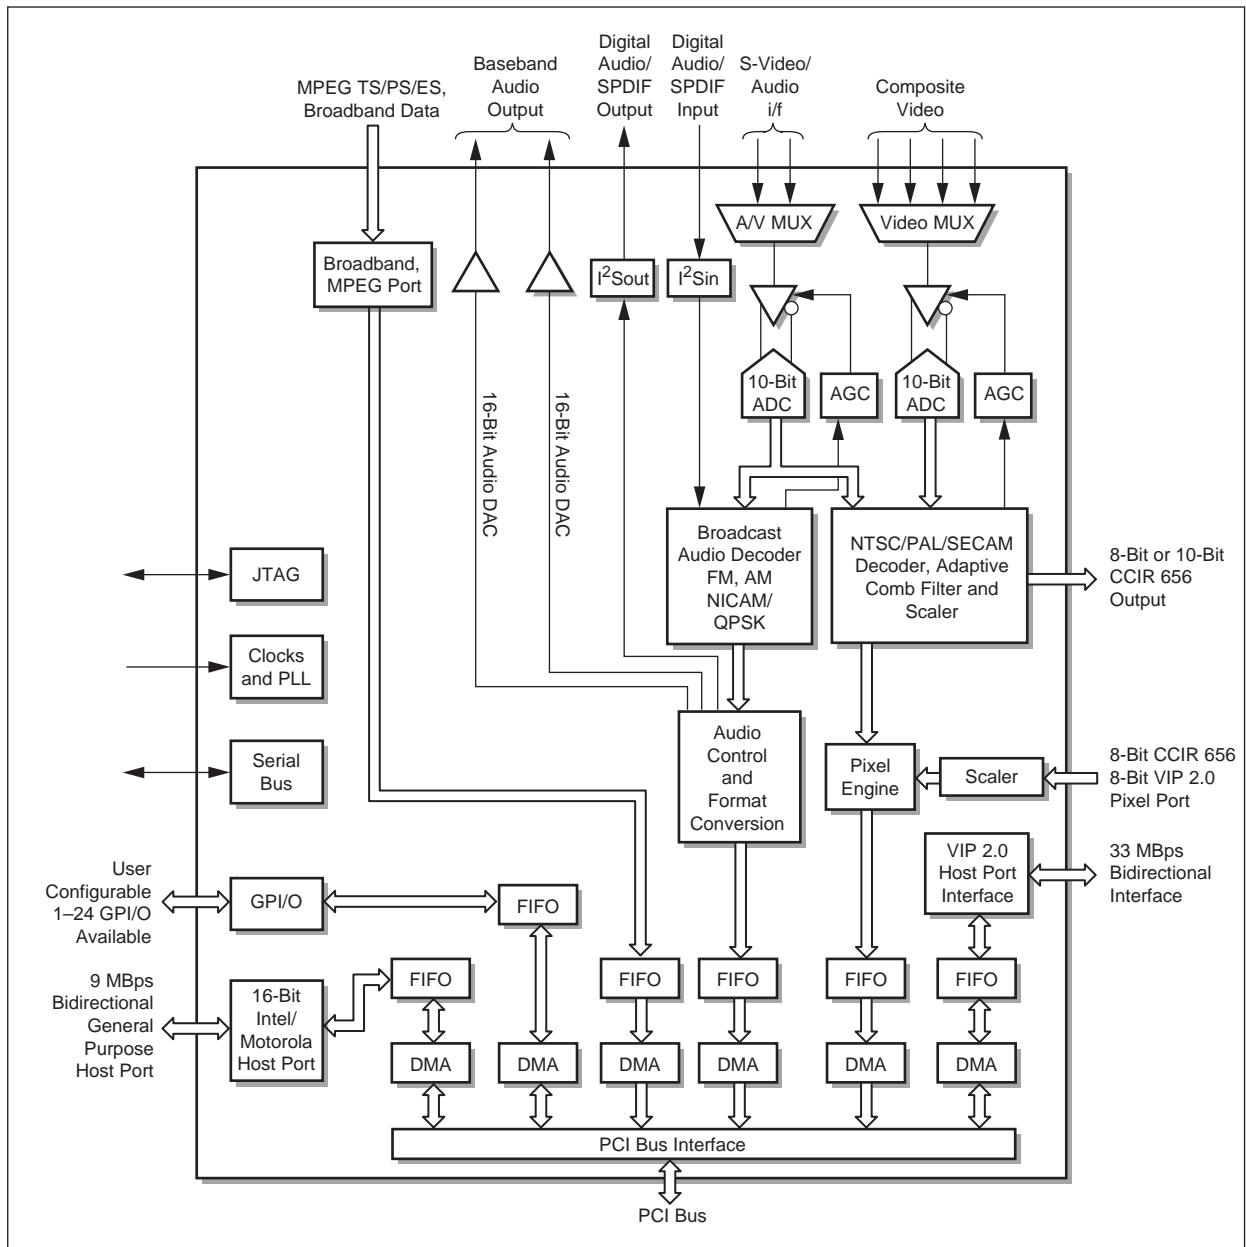 MPEG TS/PS/ES,
Broadband Data
Baseband
Audio
Output
Digital
Audio/
SPDIF
Output
Digital
Audio/
SPDIF
Input
S-Video/
Audio
i/f
Composite
Video
A/V MUX
Video MUX
Broadband,
MPEG Port
I²Sout
I²Sin
10-Bit
ADC
AGC
10-Bit
ADC
AGC
16-Bit Audio DAC
16-Bit Audio DAC
Broadcast
Audio Decoder
FM, AM
NICAM/
QPSK
NTSC/PAL/SECAM
Decoder, Adaptive
Comb Filter and
Scaler
8-Bit or 10-Bit
CCIR 656
Output
JTAG
Clocks
and PLL
Serial
Bus
Audio
Control
and
Format
Conversion
Pixel
Engine
Scaler
8-Bit CCIR 656
8-Bit VIP 2.0
Pixel Port
VIP 2.0
Host Port
Interface
33 MBps
Bidirectional
Interface
User
Configurable
1–24 GPI/O
Available
GPI/O
FIFO
9 MBps
Bidirectional
General
Purpose
Host Port
16-Bit
Intel/
Motorola
Host Port
FIFO
FIFO
FIFO
FIFO
FIFO
DMA
DMA
DMA
DMA
DMA
DMA
PCI Bus Interface
PCI Bus